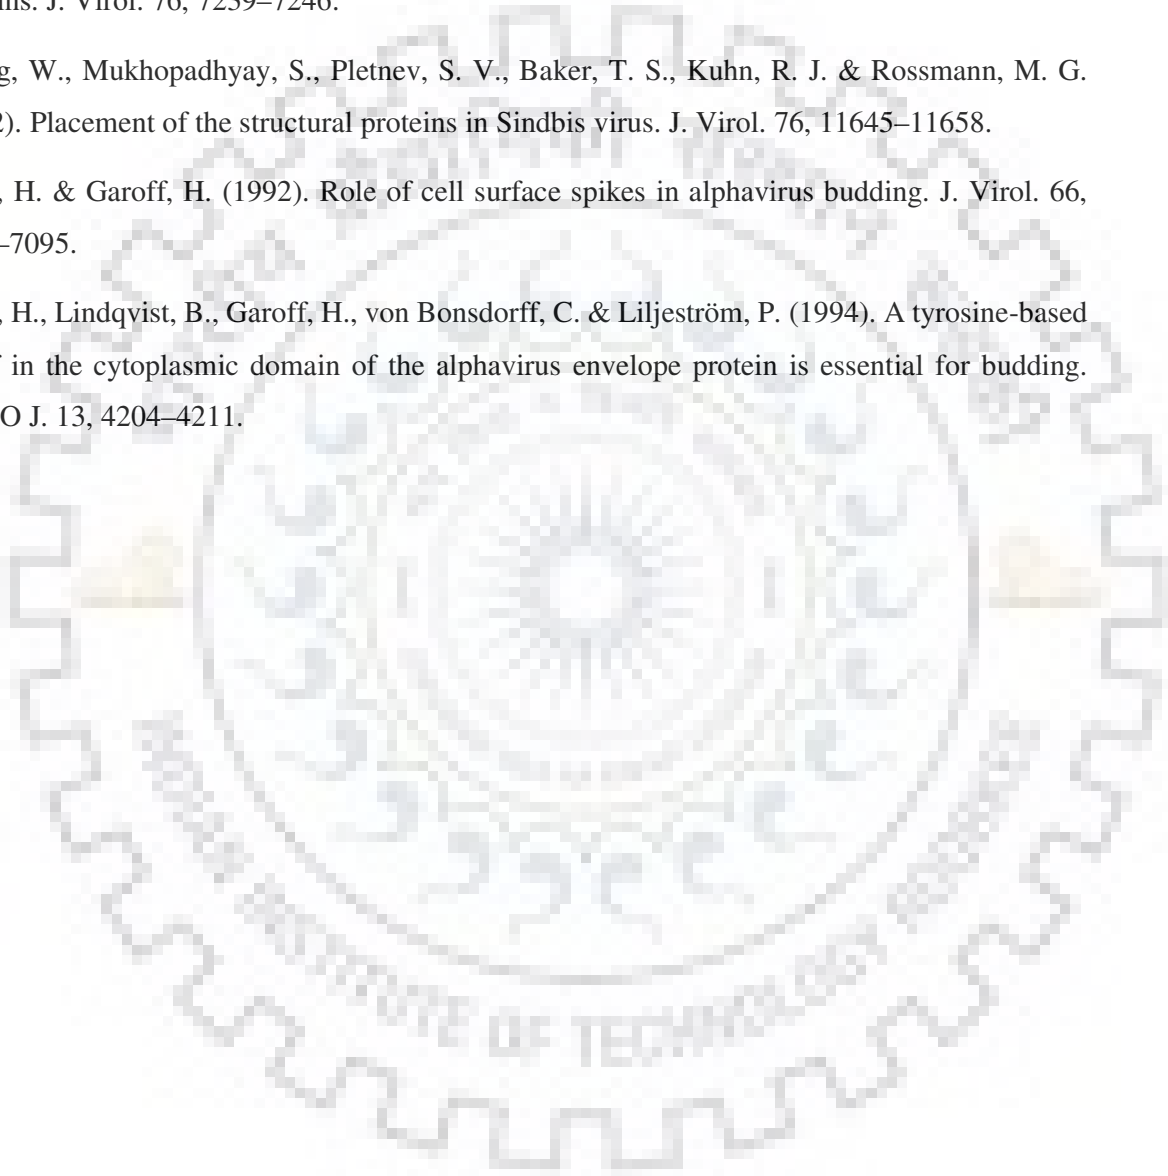 ns. J. Virol. 76, 7239–7246.
g, W., Mukhopadhyay, S., Pletnev, S. V., Baker, T. S., Kuhn, R. J. & Rossmann, M. G.
2). Placement of the structural proteins in Sindbis virus. J. Virol. 76, 11645–11658.
, H. & Garoff, H. (1992). Role of cell surface spikes in alphavirus budding. J. Virol. 66,
–7095.
, H., Lindqvist, B., Garoff, H., von Bonsdorff, C. & Liljeström, P. (1994). A tyrosine-based
f in the cytoplasmic domain of the alphavirus envelope protein is essential for budding.
O J. 13, 4204–4211.
INDIAN INSTITUTE OF TECHNOLOGY ROORKEE